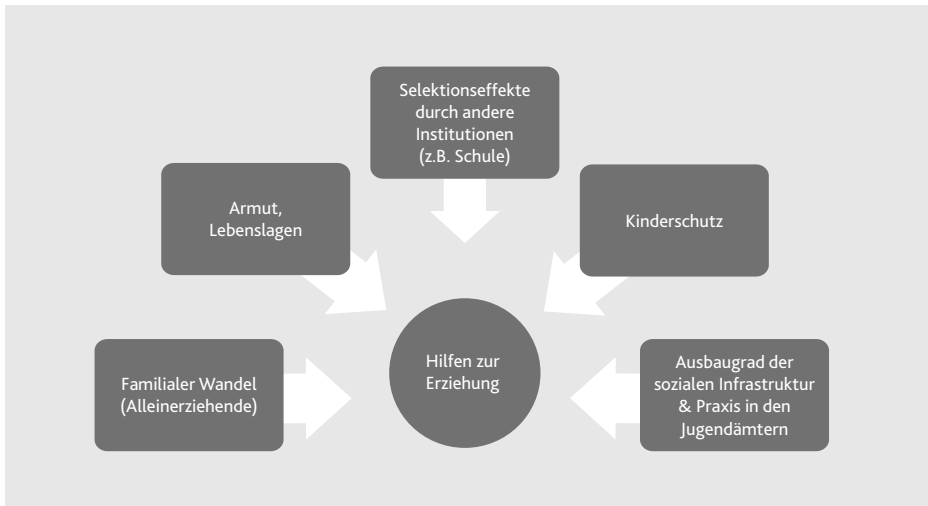 Selektionseffekte
durch andere
Institutionen
(z.B. Schule)
Armut,
Lebenslagen
Kinderschutz
Familialer Wandel
(Alleinerziehende)
Hilfen zur
Erziehung
Ausbaugrad der
sozialen Infrastruktur
& Praxis in den
Jugendämtern